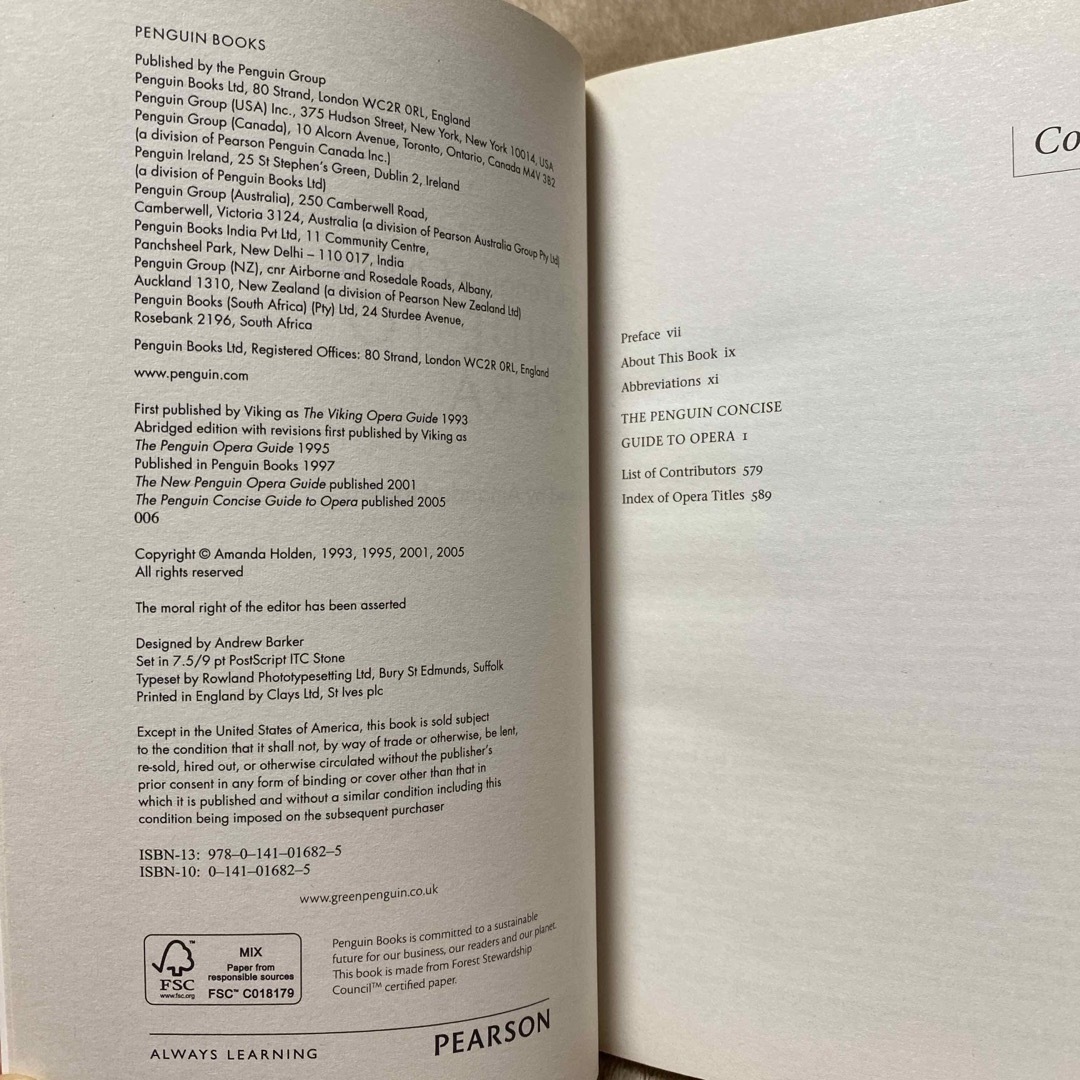 PENGUIN BOOKS
Published by the Penguin Group
Penguin Books Ltd, 80 Strand, London WC2R 0RL, England
Penguin Group (USA) Inc., 375 Hudson Street, New York, New York 10014, USA
Penguin Group (Canada), 10 Alcorn Avenue, Toronto, Ontario, Canada M4V 3B2
(a division of Pearson Penguin Canada Inc.)
Penguin Ireland, 25 St Stephen's Green, Dublin 2, Ireland
(a division of Penguin Books Ltd)
Penguin Group (Australia), 250 Camberwell Road,
Camberwell, Victoria 3124, Australia (a division of Pearson Australia Group Pty Ltd)
Penguin Books India Pvt Ltd, 11 Community Centre,
Panchsheel Park, New Delhi – 110 017, India
Penguin Group (NZ), cnr Airborne and Rosedale Roads, Albany,
Auckland 1310, New Zealand (a division of Pearson New Zealand Ltd)
Penguin Books (South Africa) (Pty) Ltd, 24 Sturdee Avenue,
Rosebank 2196, South Africa
Penguin Books Ltd, Registered Offices: 80 Strand, London WC2R 0RL, England
www.penguin.com
First published by Viking as The Viking Opera Guide 1993
Abridged edition with revisions first published by Viking as
The Penguin Opera Guide 1995
Published in Penguin Books 1997
The New Penguin Opera Guide published 2001
The Penguin Concise Guide to Opera published 2005
006
Copyright © Amanda Holden, 1993, 1995, 2001, 2005
All rights reserved
The moral right of the editor has been asserted
Designed by Andrew Barker
Set in 7.5/9 pt PostScript ITC Stone
Typeset by Rowland Phototypesetting Ltd, Bury St Edmunds, Suffolk
Printed in England by Clays Ltd, St Ives plc
Except in the United States of America, this book is sold subject
to the condition that it shall not, by way of trade or otherwise, be lent,
re-sold, hired out, or otherwise circulated without the publisher's
prior consent in any form of binding or cover other than that in
which it is published and without a similar condition including this
condition being imposed on the subsequent purchaser
ISBN-13: 978–0–141–01682–5
ISBN-10: 0–141–01682–5
www.greenpenguin.co.uk
FSC
www.fsc.org
MIX
Paper from
responsible sources
FSC™ C018179
Penguin Books is committed to a sustainable
future for our business, our readers and our planet.
This book is made from Forest Stewardship
Council™ certified paper.
ALWAYS LEARNING
PEARSON
Co
Preface vii
About This Book ix
Abbreviations xi
THE PENGUIN CONCISE
GUIDE TO OPERA 1
List of Contributors 579
Index of Opera Titles 589